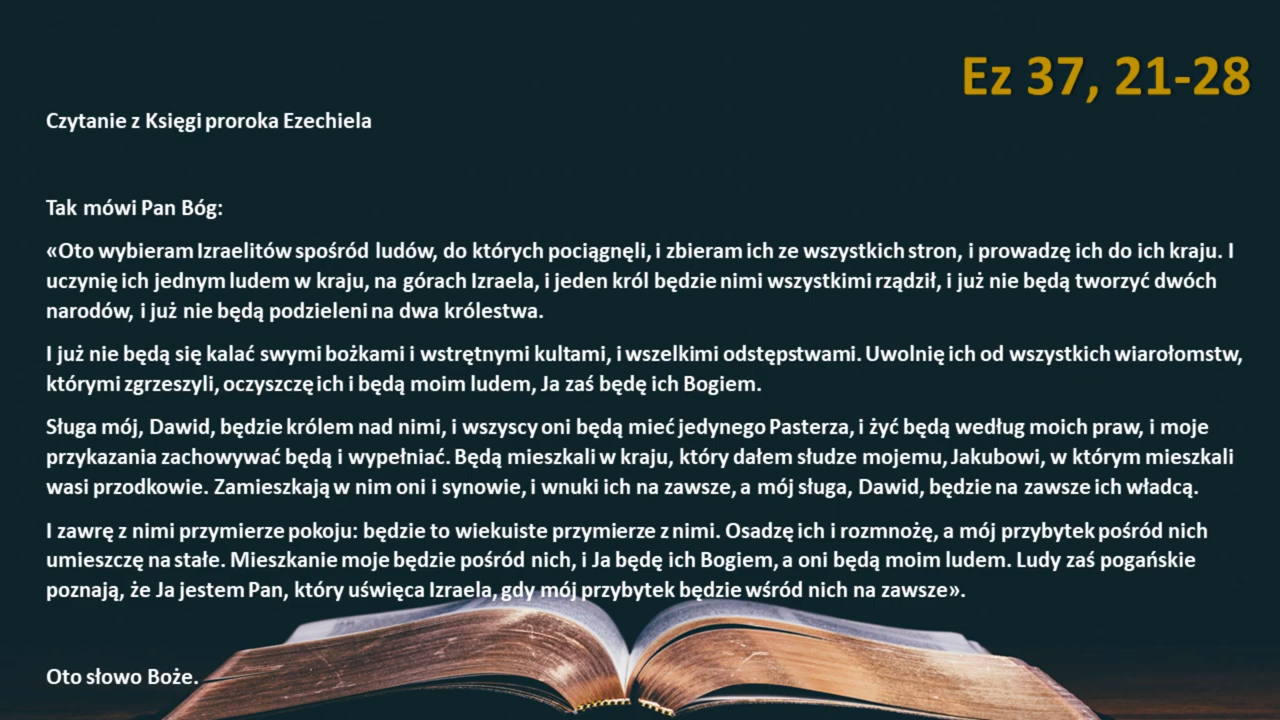 Ez 37, 21-28
Czytanie z Księgi proroka Ezechiela
Tak mówi Pan Bóg:
«Oto wybieram Izraelitów spośród ludów, do których pociągnęli, i zbieram ich ze wszystkich stron, i prowadzę ich do ich kraju. I
uczynię ich jednym ludem w kraju, na górach Izraela, i jeden król będzie nimi wszystkimi rządził, i już nie będą tworzyć dwóch
narodów, i już nie będą podzieleni na dwa królestwa.
I już nie będą się kalać swymi bożkami i wstrętnymi kultami, i wszelkimi odstępstwami. Uwolnię ich od wszystkich wiarołomstw,
którymi zgrzeszyli, oczyszczę ich i będą moim ludem, Ja zaś będę ich Bogiem.
Sługa mój, Dawid, będzie królem nad nimi, i wszyscy oni będą mieć jedynego Pasterza, i żyć będą według moich praw, i moje
przykazania zachowywać będą i wypełniać. Będą mieszkali w kraju, który dałem słudze mojemu, Jakubowi, w którym mieszkali
wasi przodkowie. Zamieszkają w nim oni i synowie, i wnuki ich na zawsze, a mój sługa, Dawid, będzie na zawsze ich władcą.
I zawrę z nimi przymierze pokoju: będzie to wiekuiste przymierze z nimi. Osadzę ich i rozmnożę, a mój przybytek pośród nich
umieszczę na stałe. Mieszkanie moje będzie pośród nich, i Ja będę ich Bogiem, a oni będą moim ludem. Ludy zaś pogańskie
poznają, że Ja jestem Pan, który uświęca Izraela, gdy mój przybytek będzie wśród nich na zawsze».
Oto słowo Boże.